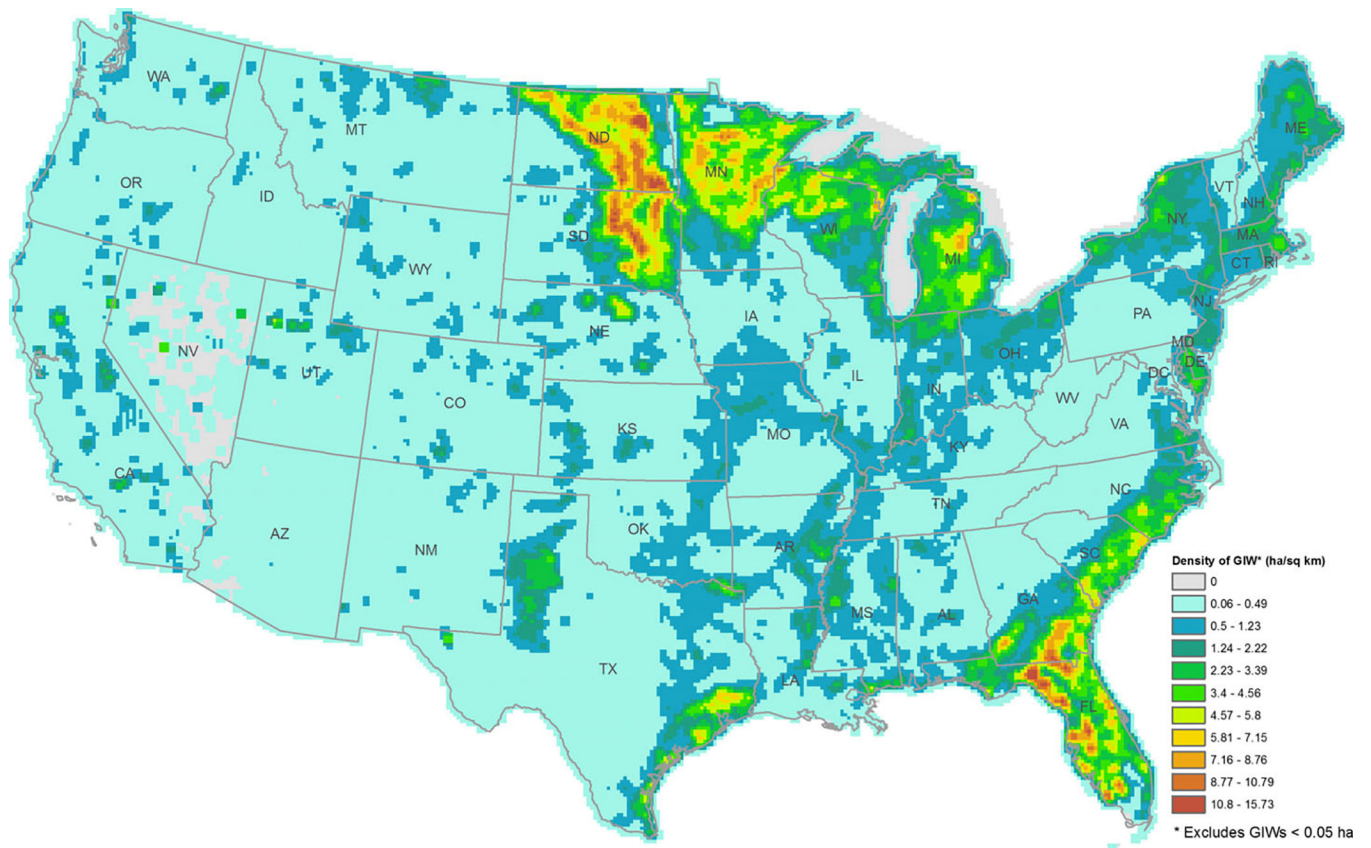 WA
MT
ND
MN
ME
OR
ID
SD
WI
VT
NH
NY
MA
CT
RI
WY
MI
NE
IA
PA
NJ
NV
UT
CO
IL
IN
OH
MD
DE
DC
WV
VA
KS
MO
KY
CA
AZ
NM
OK
AR
TN
NC
SC
MS
AL
GA
TX
LA
FL
Density of GIW* (ha/sq km)
0
0.06 - 0.49
0.5 - 1.23
1.24 - 2.22
2.23 - 3.39
3.4 - 4.56
4.57 - 5.8
5.81 - 7.15
7.16 - 8.76
8.77 - 10.79
10.8 - 15.73
* Excludes GIWs < 0.05 ha